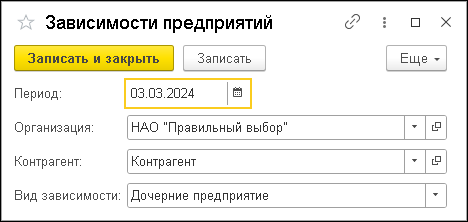 Зависимости предприятий
Записать и закрыть Записать Еще
Период: 03.03.2024
Организация: НАО "Правильный выбор"
Контрагент: Контрагент
Вид зависимости: Дочерние предприятие